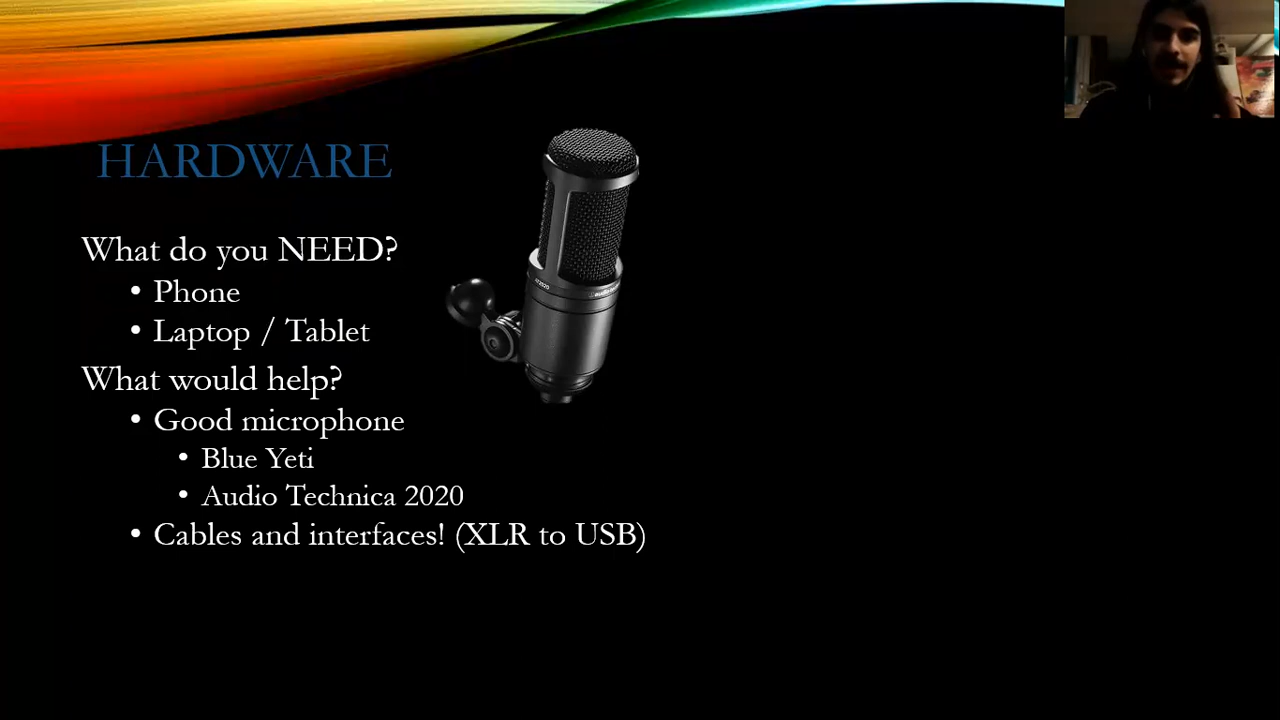 HARDWARE
What do you NEED?
• Phone
• Laptop / Tablet
What would help?
• Good microphone
• Blue Yeti
• Audio Technica 2020
• Cables and interfaces! (XLR to USB)